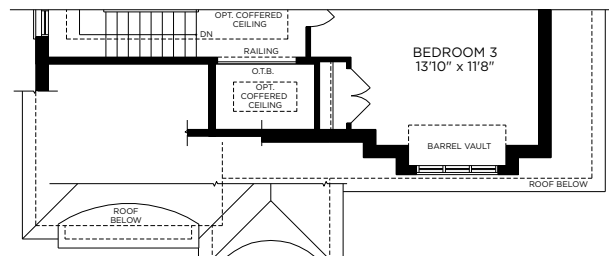 OPT. COFFERED
CEILING
DN
RAILING
O.T.B.
OPT.
COFFERED
CEILING
BEDROOM 3
13'10" x 11'8"
BARREL VAULT
ROOF BELOW
ROOF
BELOW